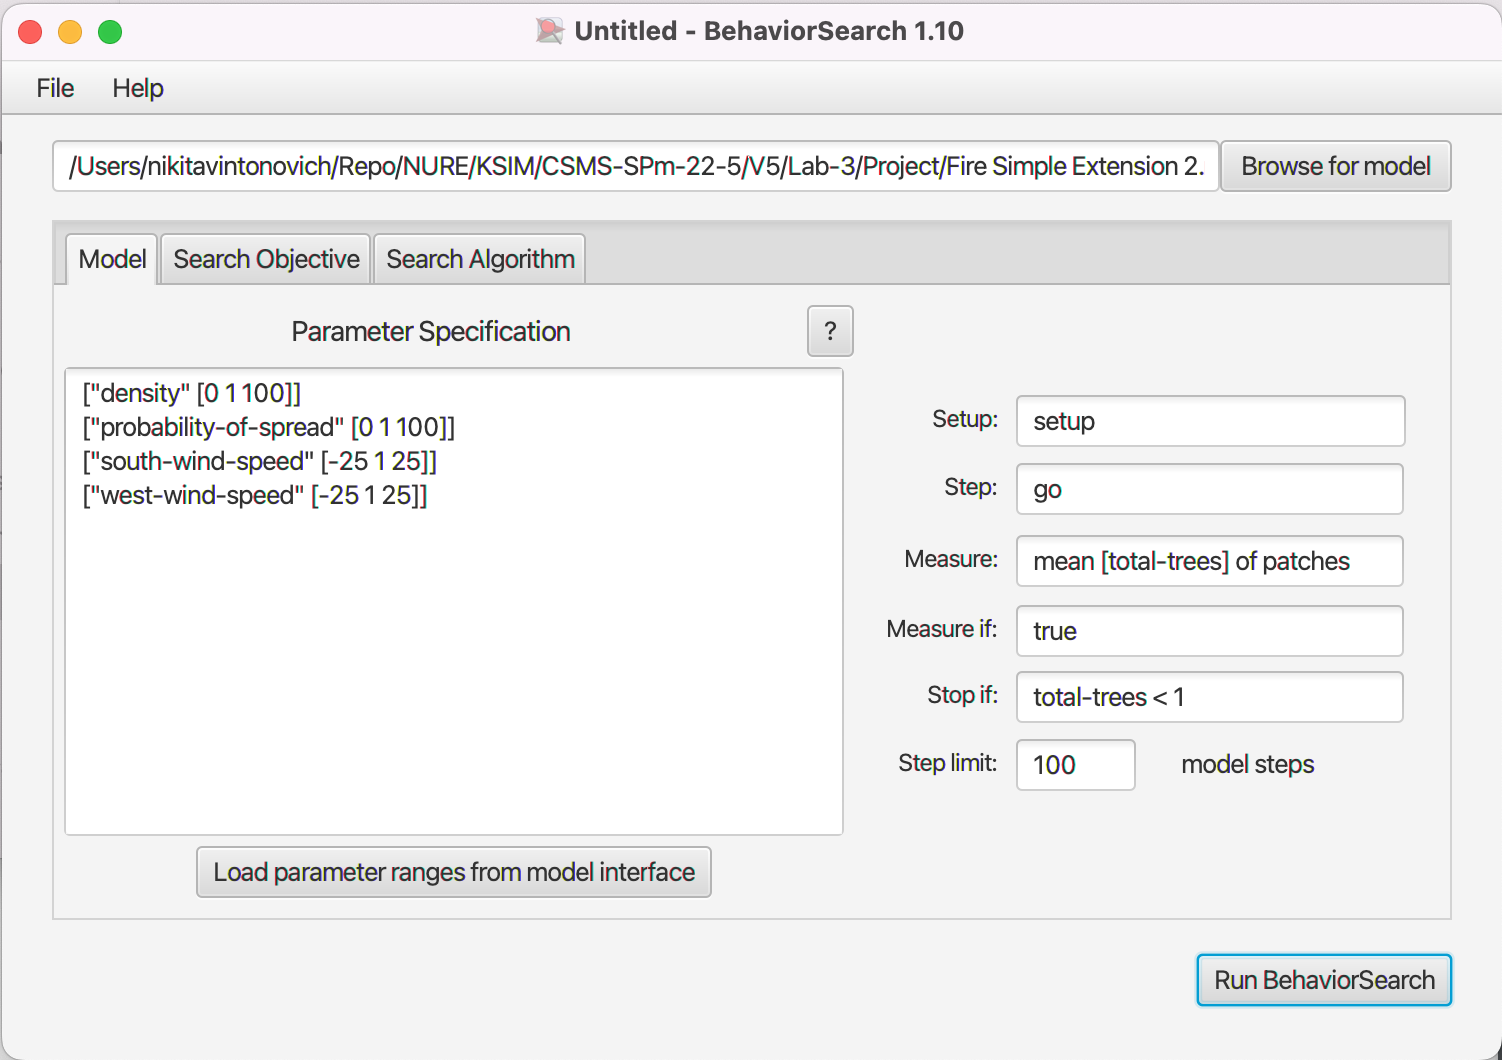 Untitled - BehaviorSearch 1.10
File Help
/Users/nikitavintonovich/Repo/NURE/KSIM/CSMS-SPm-22-5/V5/Lab-3/Project/Fire Simple Extension 2. Browse for model
Model Search Objective Search Algorithm
Parameter Specification ?
["density" [0 1 100]]
["probability-of-spread" [0 1 100]]
["south-wind-speed" [-25 1 25]]
["west-wind-speed" [-25 1 25]]
Setup: setup
Step: go
Measure: mean [total-trees] of patches
Measure if: true
Stop if: total-trees < 1
Step limit: 100 model steps
Load parameter ranges from model interface
Run BehaviorSearch